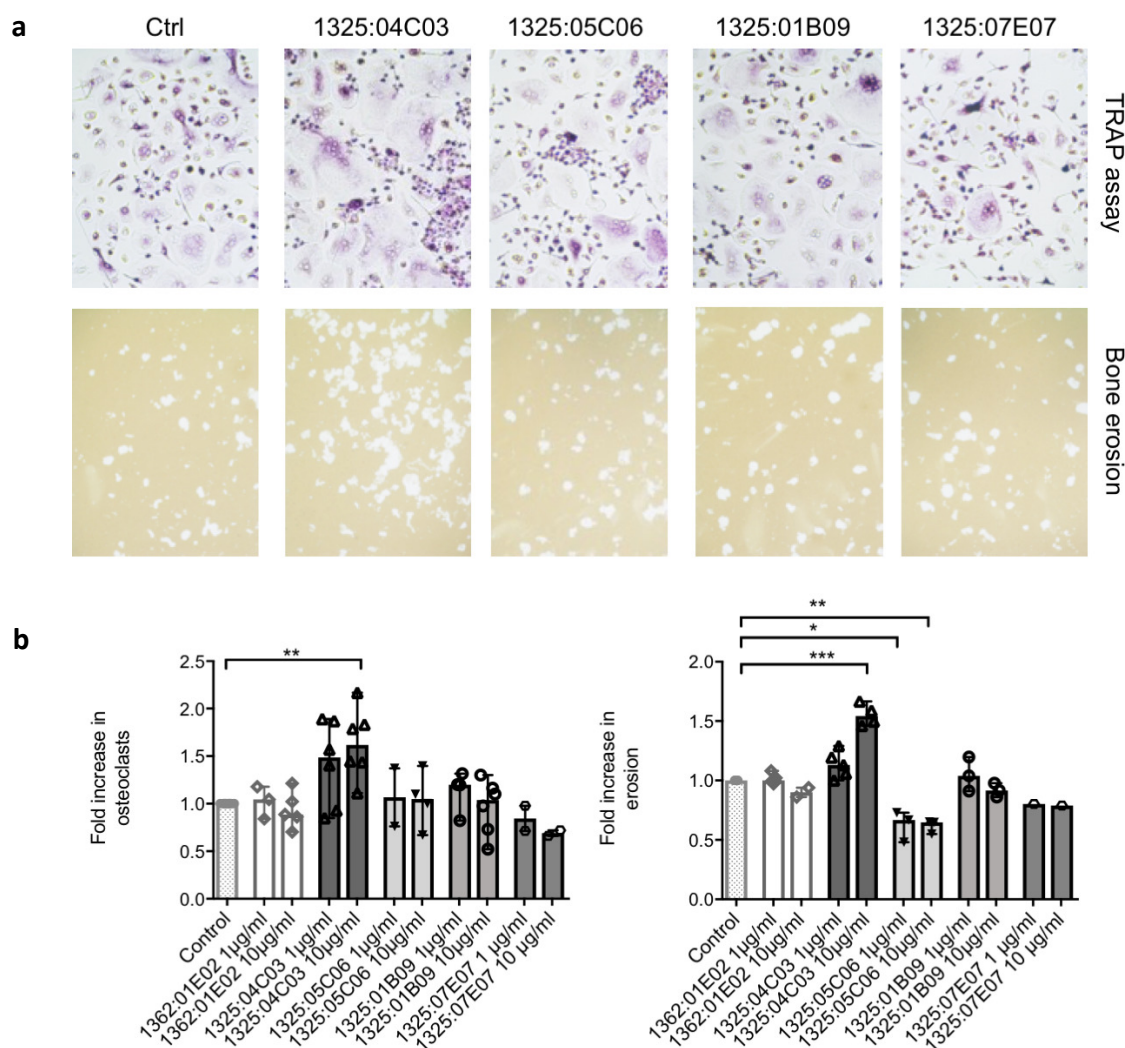 a
Ctrl 1325:04C03 1325:05C06 1325:01B09 1325:07E07
TRAP assay
Bone erosion
b
**
2.5
2.0
1.5
1.0
0.5
0.0
Fold increase in
osteoclasts
Control
1362:01E02 1µg/ml
1362:01E02 10µg/ml
1325:04C03 1µg/ml
1325:04C03 10µg/ml
1325:05C06 1µg/ml
1325:05C06 10µg/ml
1325:01B09 1µg/ml
1325:01B09 10µg/ml
1325:07E07 1 µg/ml
1325:07E07 10 µg/ml
**
*
***
2.0
1.5
1.0
0.5
0.0
Fold increase in
erosion
Control
1362:01E02 1µg/ml
1362:01E02 10µg/ml
1325:04C03 1µg/ml
1325:04C03 10µg/ml
1325:05C06 1µg/ml
1325:05C06 10µg/ml
1325:01B09 1µg/ml
1325:01B09 10µg/ml
1325:07E07 1 µg/ml
1325:07E07 10 µg/ml